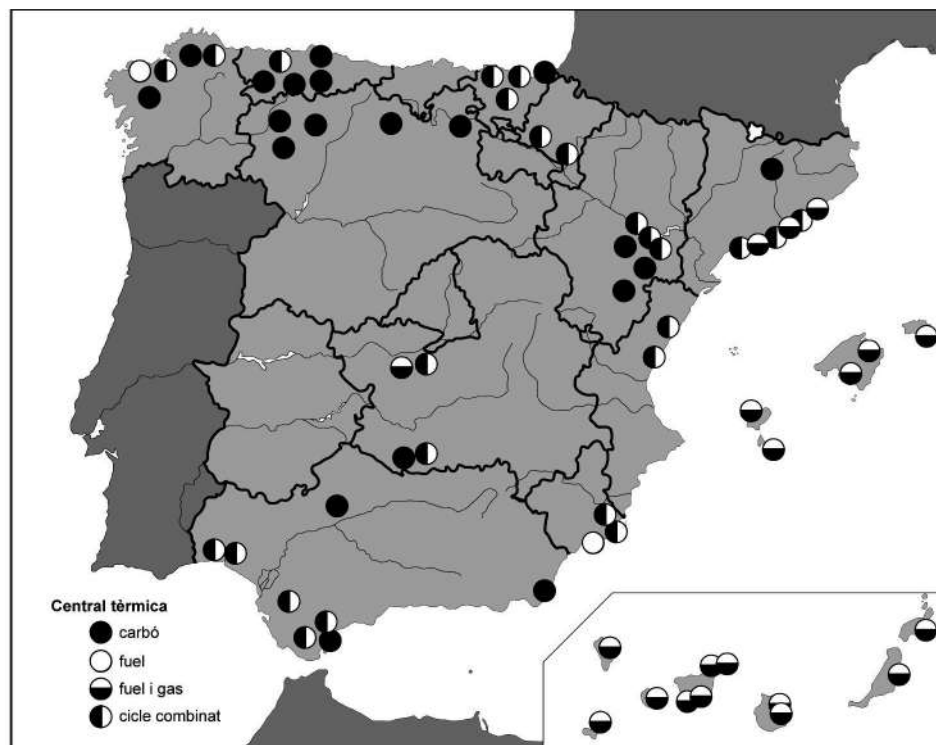 Central tèrmica
carbó
fuel
fuel i gas
cicle combinat